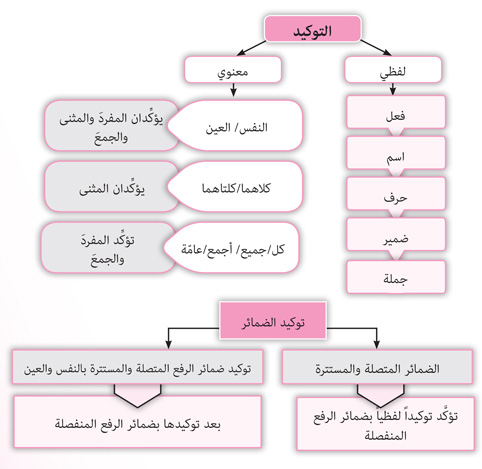 التوكيد
لفظي
معنوي
فعل
اسم
حرف
ضمير
جملة
النفس/ العين
يؤكِّدان المفردَ والمثنى
والجمعَ
كلاهما/كلتاهما
يؤكِّدان المثنى
كل/جميع/ أجمع/عامّة
تؤكِّد المفردَ
والجمعَ
توكيد الضمائر
الضمائر المتصلة والمستترة
تؤكَّد توكيداً لفظياً بضمائر الرفع
المنفصلة
توكيد ضمائر الرفع المتصلة والمستترة بالنفس والعين
بعد توكيدها بضمائر الرفع المنفصلة